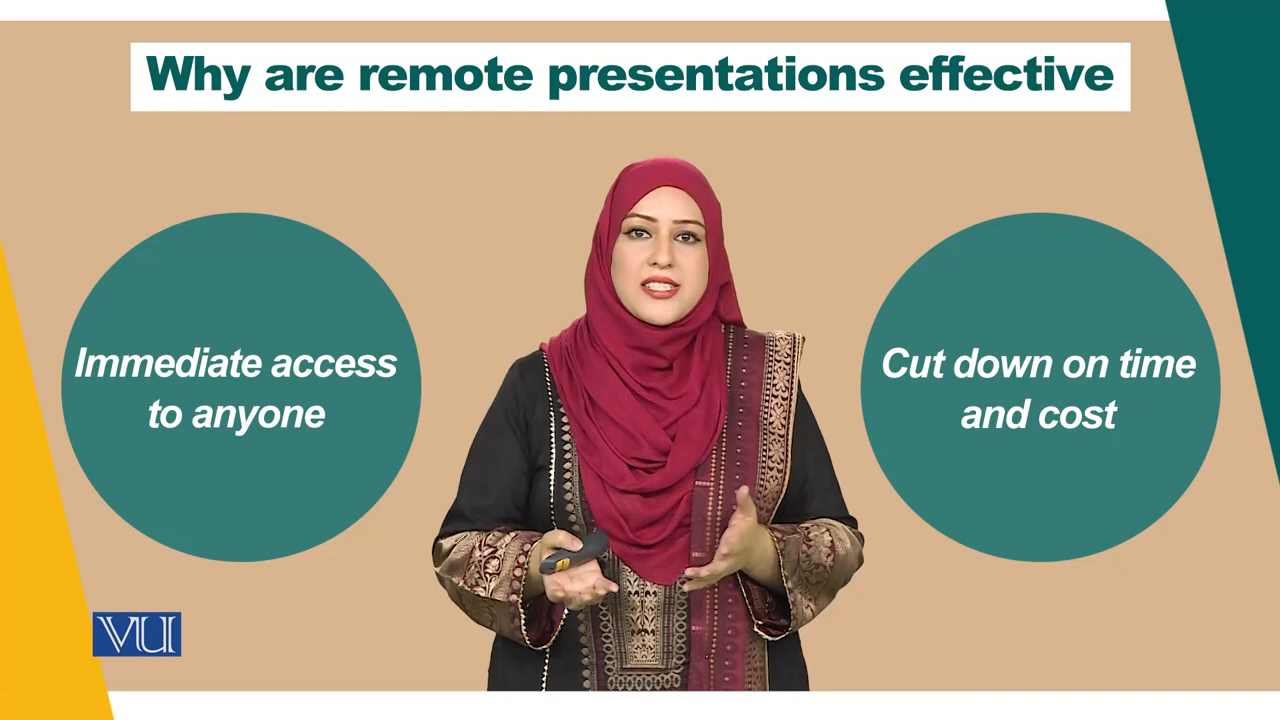 Why are remote presentations effective
Immediate access
to anyone
Cut down on time
and cost
VU